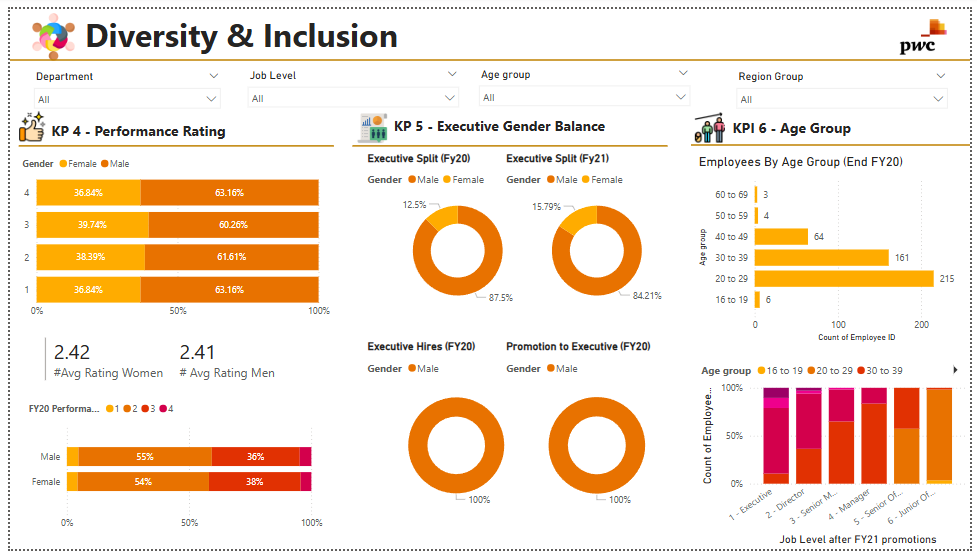 Diversity & Inclusion
pwc
Department
Job Level
Age group
Region Group
All
All
All
All
KP 4 - Performance Rating
Gender Female Male
4 36.84% 63.16%
3 39.74% 60.26%
2 38.39% 61.61%
1 36.84% 63.16%
0% 50% 100%
2.42
#Avg Rating Women
2.41
# Avg Rating Men
FY20 Performa... 1 2 3 4
Male 55% 36%
Female 54% 38%
0% 50% 100%
KP 5 - Executive Gender Balance
Executive Split (Fy20)
Gender Male Female
12.5%
87.5%
Executive Split (Fy21)
Gender Male Female
15.79%
84.21%
Executive Hires (FY20)
Gender Male
100%
Promotion to Executive (FY20)
Gender Male
100%
KPI 6 - Age Group
Employees By Age Group (End FY20)
Age group
60 to 69 3
50 to 59 4
40 to 49 64
30 to 39 161
20 to 29 215
16 to 19 6
0 100 200
Count of Employee ID
Age group 16 to 19 20 to 29 30 to 39
Count of Employee...
100%
50%
0%
1 - Executive
2 - Director
3 - Senior M...
4 - Manager
5 - Senior Of...
6 - Junior Of...
Job Level after FY21 promotions